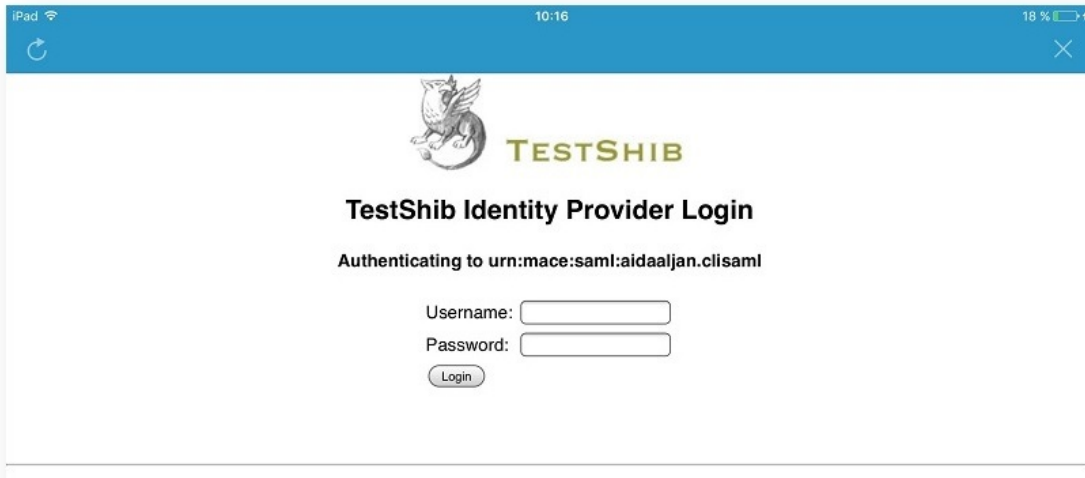 iPad 10:16 18 %
TESTSHIB
TestShib Identity Provider Login
Authenticating to urn:mace:saml:aidaaljan.clisaml
Username:
Password:
Login